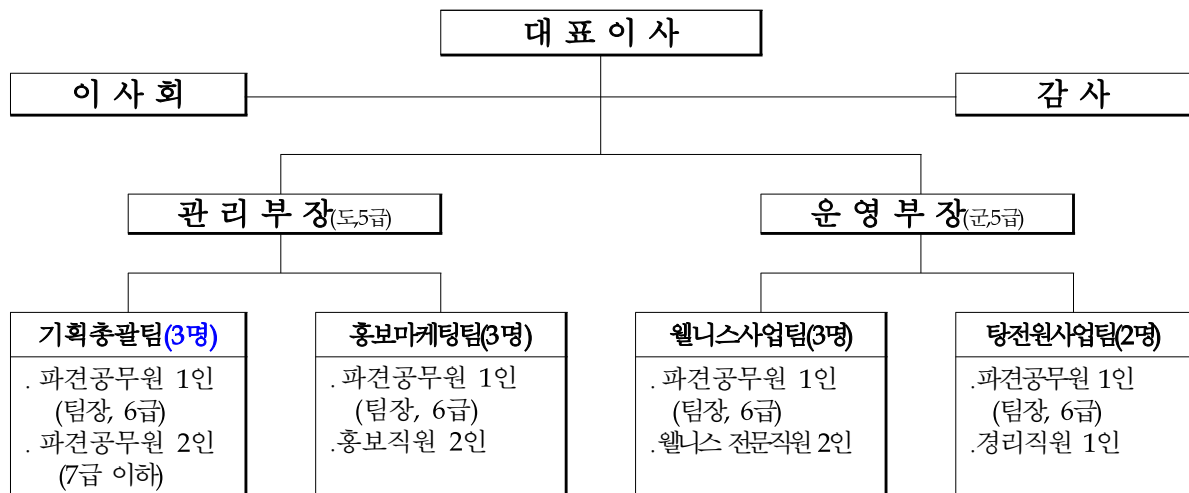 대 표 이 사
이 사 회
감 사
관 리 부 장(도,5급)
운 영 부 장(군,5급)
기획총괄팀(3명)
. 파견공무원 1인
(팀장, 6급)
. 파견공무원 2인
(7급 이하)
홍보마케팅팀(3명)
. 파견공무원 1인
(팀장, 6급)
.홍보직원 2인
웰니스사업팀(3명)
. 파견공무원 1인
(팀장, 6급)
.웰니스 전문직원 2인
탕전원사업팀(2명)
.파견공무원 1인
(팀장, 6급)
.경리직원 1인